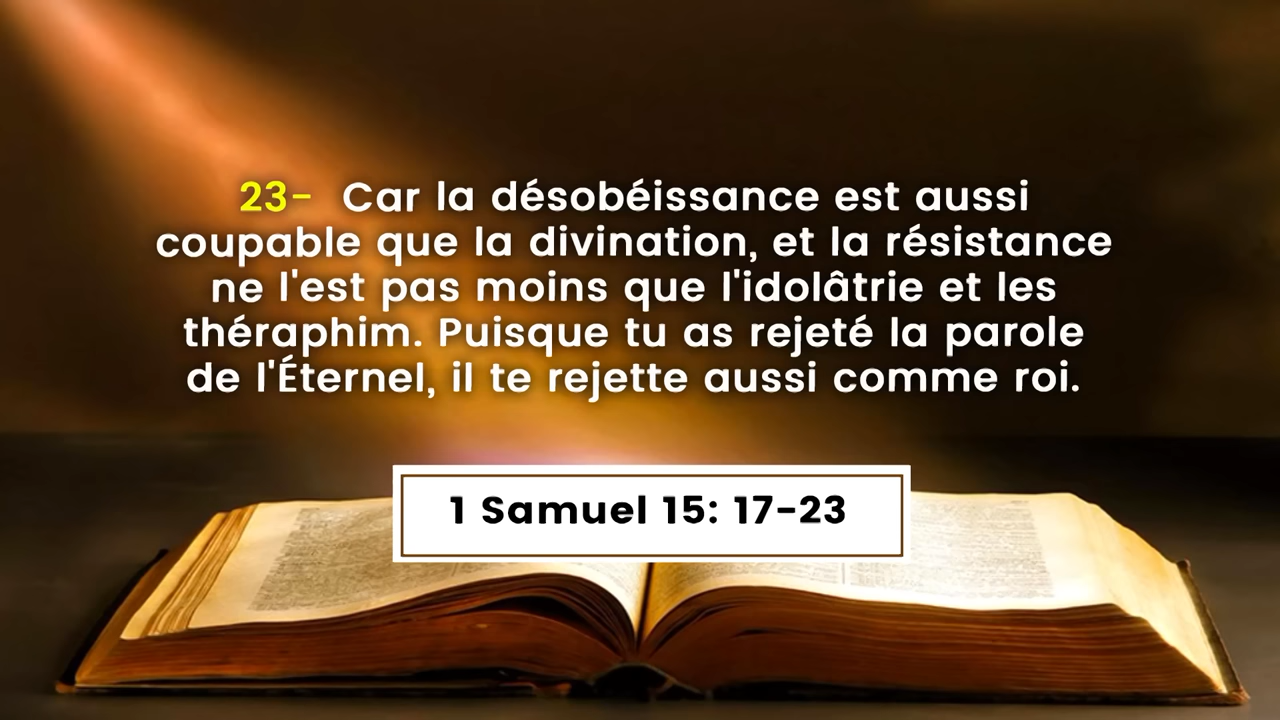 23- Car la désobéissance est aussi
coupable que la divination, et la résistance
ne l'est pas moins que l'idolâtrie et les
théraphim. Puisque tu as rejeté la parole
de l'Éternel, il te rejette aussi comme roi.
1 Samuel 15: 17-23